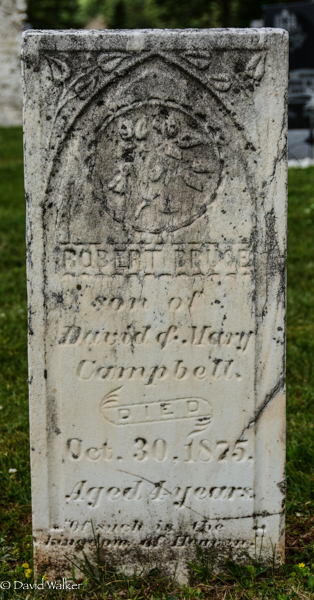 ROBERT BRUCE
son of
David & Mary
Campbell.
DIED
Oct. 30. 1875.
Aged 4 years
"Of such is the
kingdom of Heaven."
© David Walker